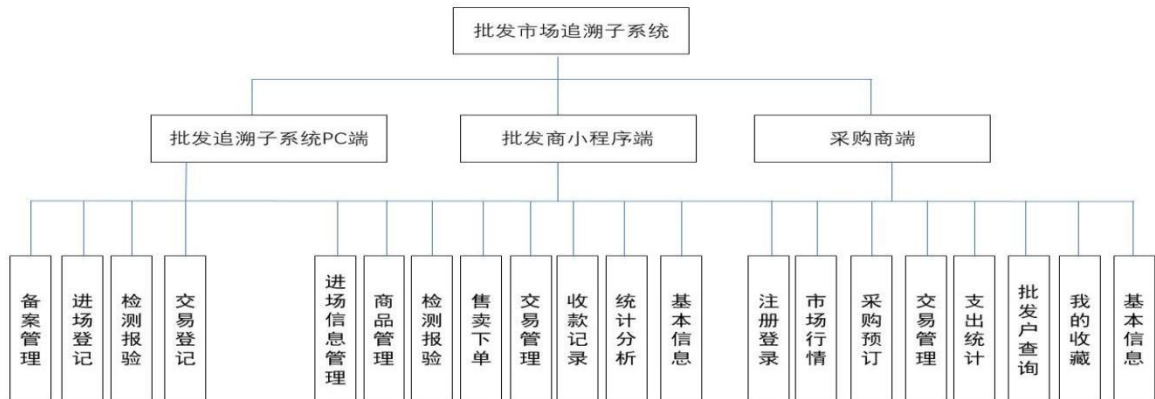 批发市场追溯子系统
批发追溯子系统PC端
批发商小程序端
采购商端
备案管理
进场登记
检测报验
交易登记
进场信息管理
商品管理
检测报验
售卖下单
交易管理
收款记录
统计分析
基本信息
注册登录
市场行情
采购预订
交易管理
支出统计
批发户查询
我的收藏
基本信息